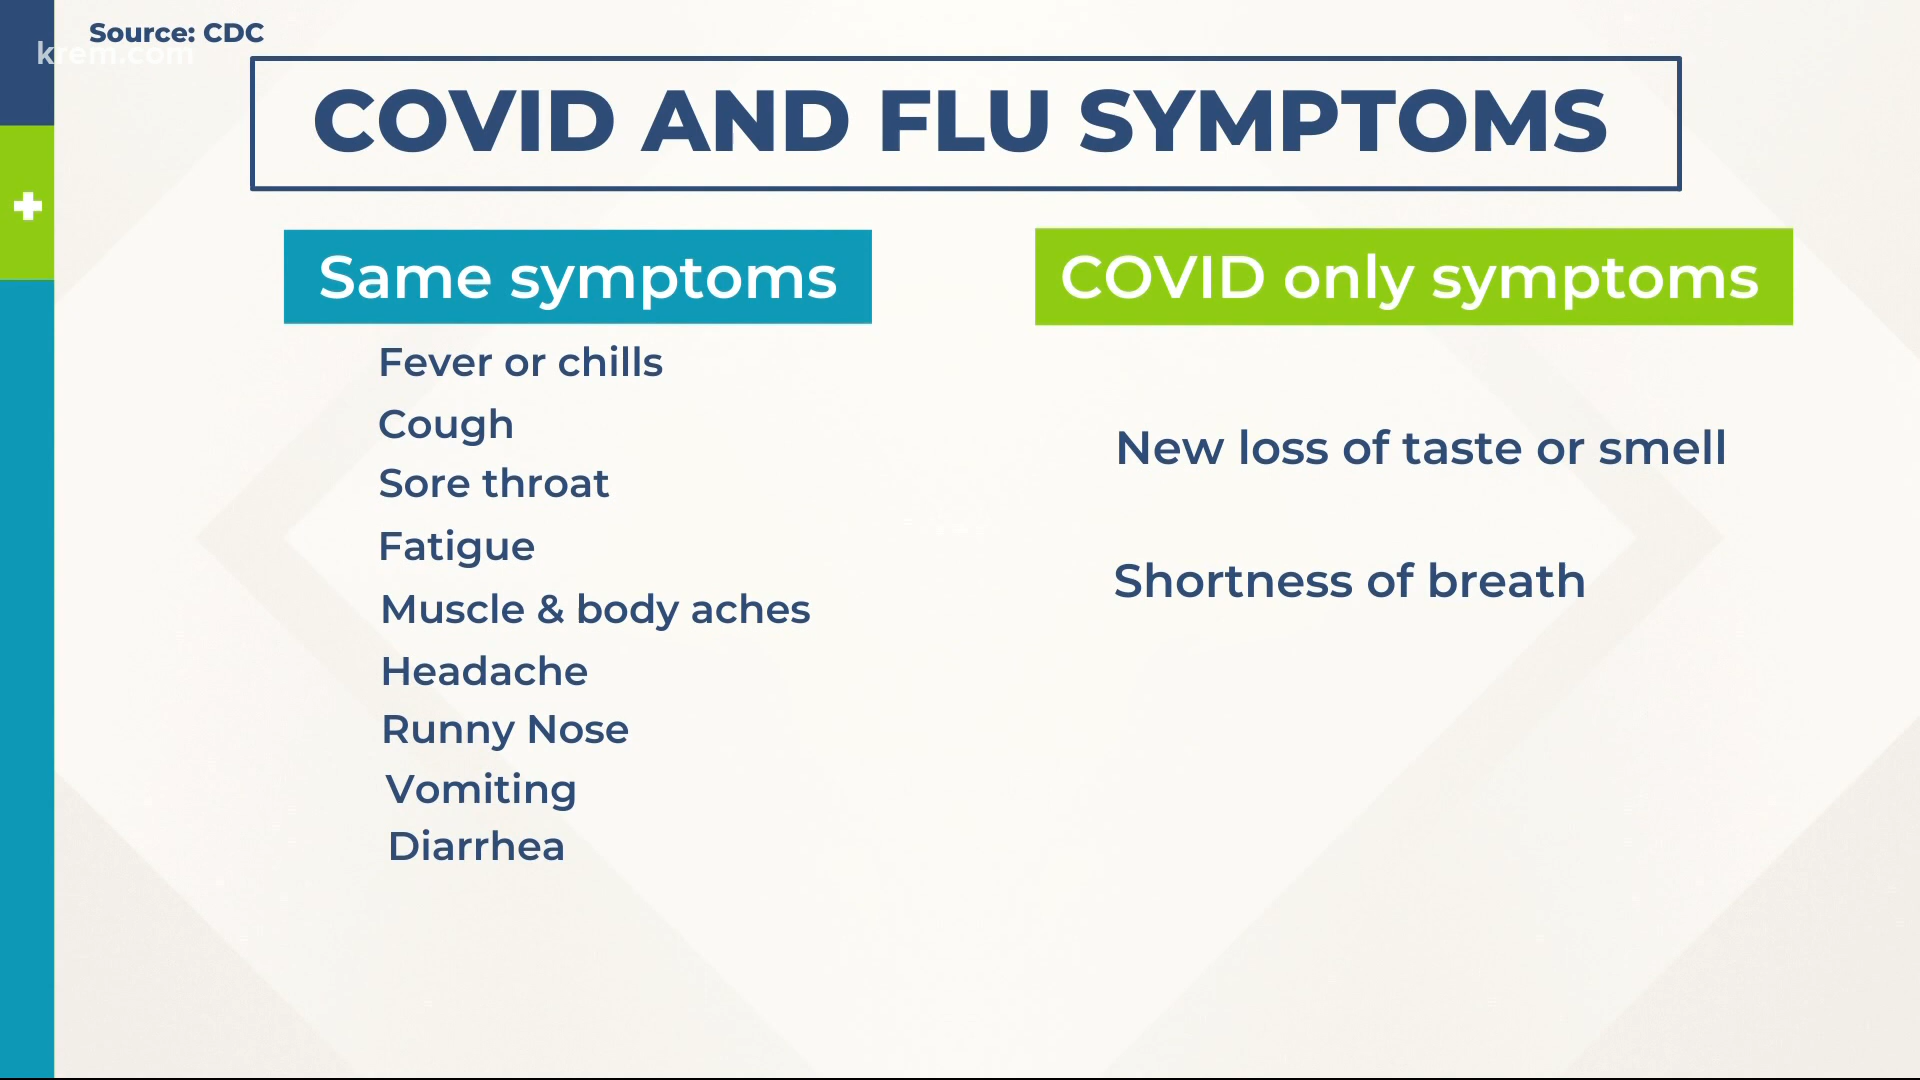 Source: CDC
krem.com
COVID AND FLU SYMPTOMS
Same symptoms
Fever or chills
Cough
Sore throat
Fatigue
Muscle & body aches
Headache
Runny Nose
Vomiting
Diarrhea
COVID only symptoms
New loss of taste or smell
Shortness of breath